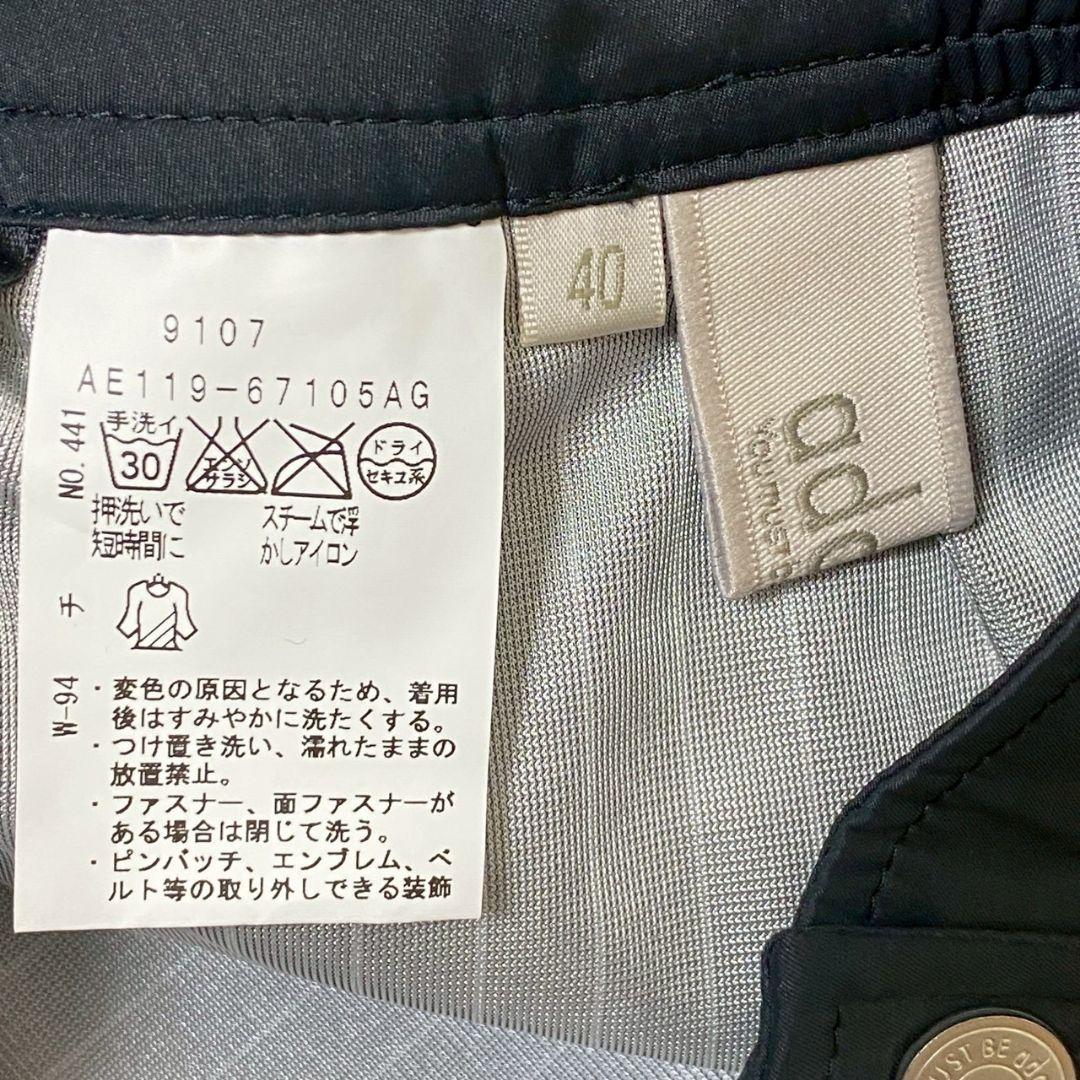 9107
AE119-67105AG
手洗イ
30
エンソ
サラシ
ドライ
セキユ系
押洗いで
短時間に
スチームで浮
かしアイロン
NO. 441
チ
W-94
・変色の原因となるため、着用
後はすみやかに洗たくする。
・つけ置き洗い、濡れたままの
放置禁止。
・ファスナー、面ファスナーが
ある場合は閉じて洗う。
・ピンバッチ、エンブレム、ベ
ルト等の取り外しできる装飾
40
ada
YOU MUST
UST BE ada